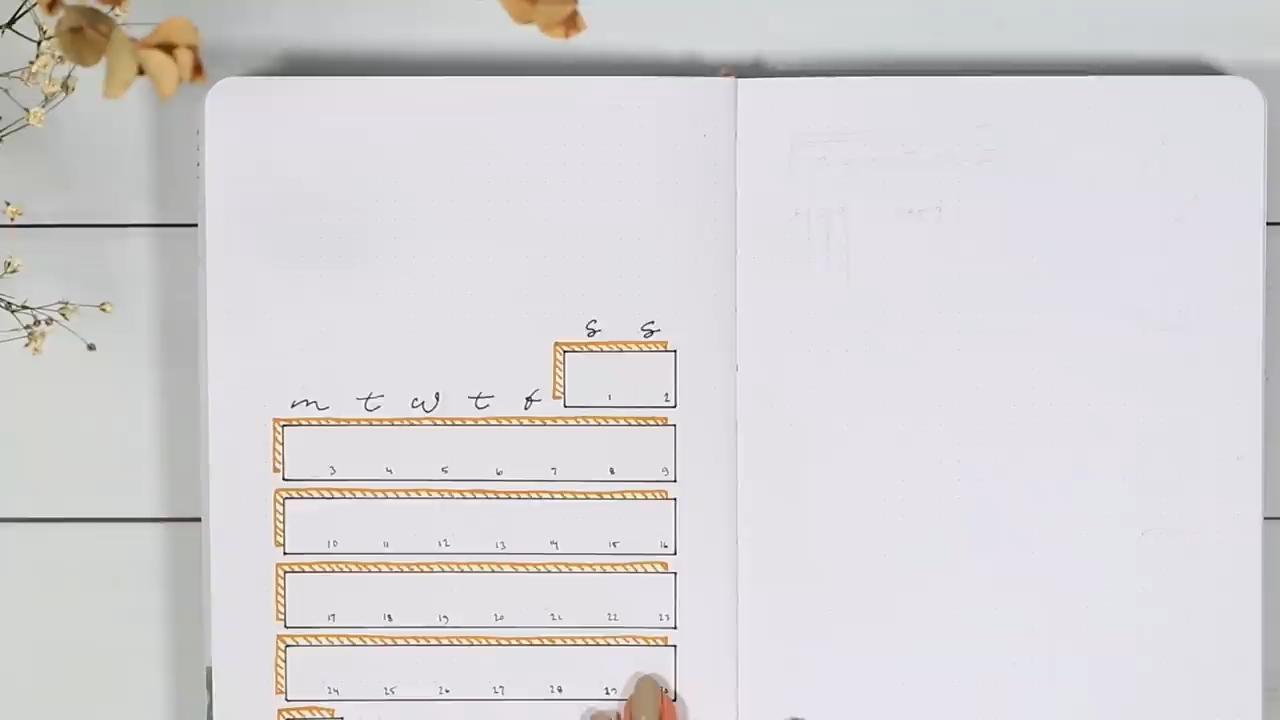 s s
1 2
m t w t f
3 4 5 6 7 8 9
10 11 12 13 14 15 16
17 18 19 20 21 22 23
24 25 26 27 28 29